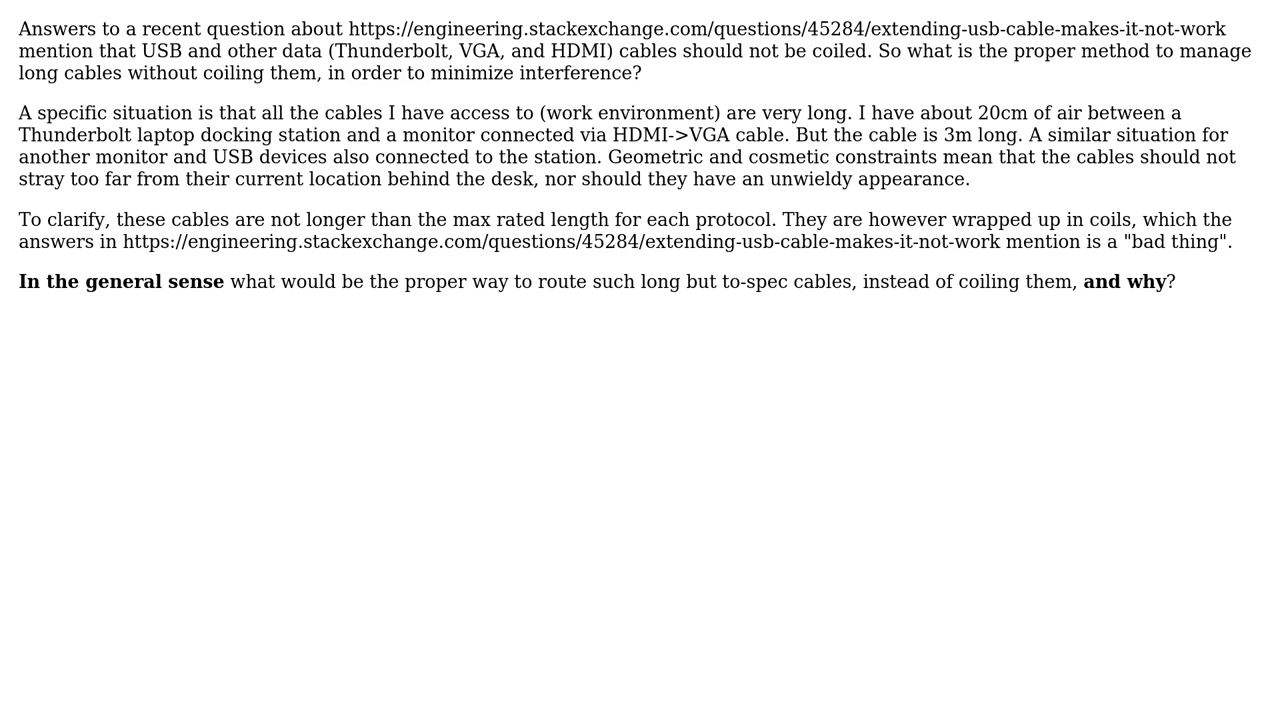 Answers to a recent question about https://engineering.stackexchange.com/questions/45284/extending-usb-cable-makes-it-not-work
mention that USB and other data (Thunderbolt, VGA, and HDMI) cables should not be coiled. So what is the proper method to manage
long cables without coiling them, in order to minimize interference?
A specific situation is that all the cables I have access to (work environment) are very long. I have about 20cm of air between a
Thunderbolt laptop docking station and a monitor connected via HDMI->VGA cable. But the cable is 3m long. A similar situation for
another monitor and USB devices also connected to the station. Geometric and cosmetic constraints mean that the cables should not
stray too far from their current location behind the desk, nor should they have an unwieldy appearance.
To clarify, these cables are not longer than the max rated length for each protocol. They are however wrapped up in coils, which the
answers in https://engineering.stackexchange.com/questions/45284/extending-usb-cable-makes-it-not-work mention is a "bad thing".
In the general sense what would be the proper way to route such long but to-spec cables, instead of coiling them, and why?